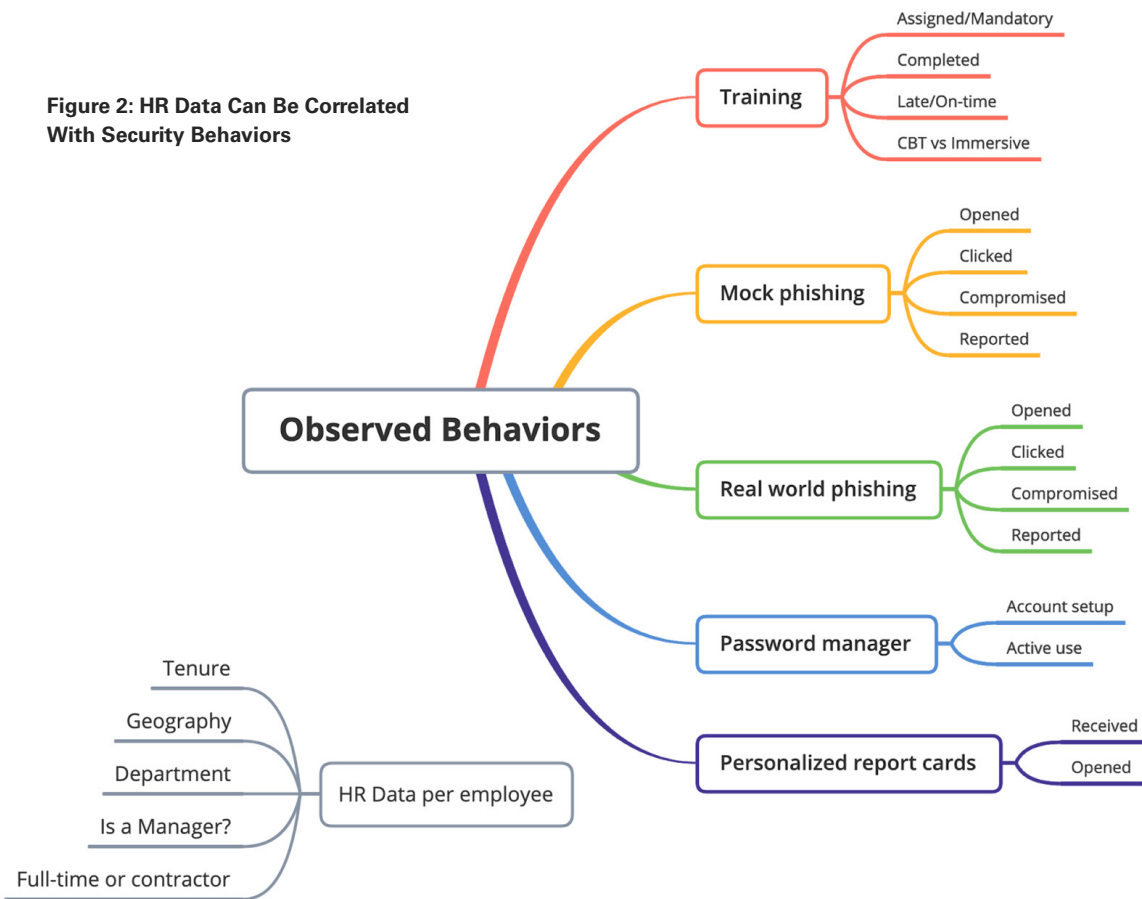 Figure 2: HR Data Can Be Correlated
With Security Behaviors
Observed Behaviors
Training
Assigned/Mandatory
Completed
Late/On-time
CBT vs Immersive
Mock phishing
Opened
Clicked
Compromised
Reported
Real world phishing
Opened
Clicked
Compromised
Reported
Password manager
Account setup
Active use
Personalized report cards
Received
Opened
HR Data per employee
Tenure
Geography
Department
Is a Manager?
Full-time or contractor